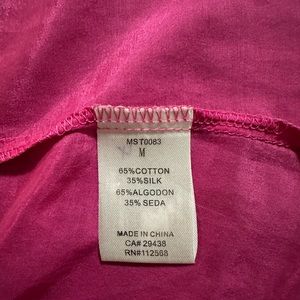 MST0083
M
65%COTTON
35%SILK
65%ALGODON
35% SEDA
MADE IN CHINA
CA# 29438
RN#112568